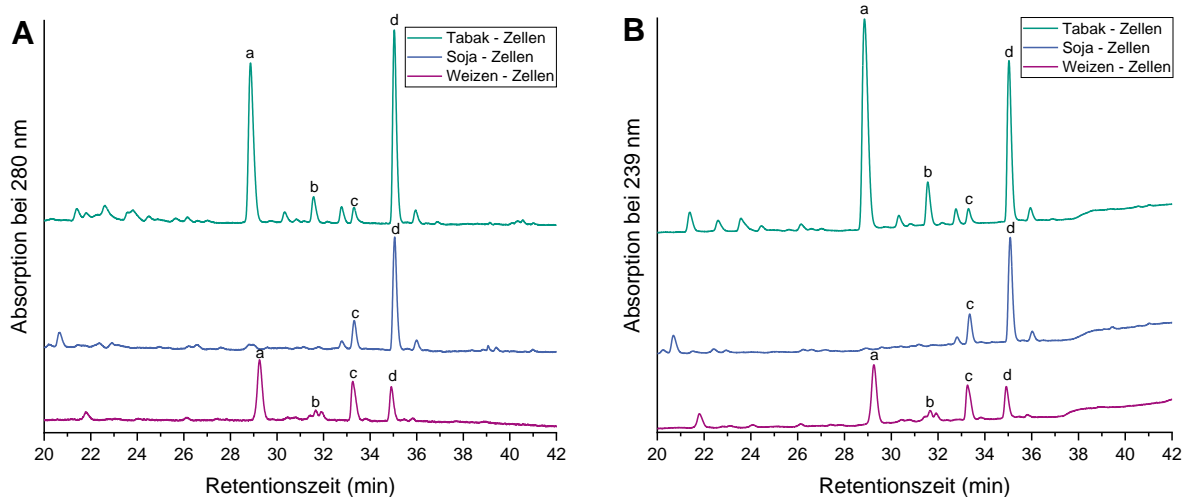 A
Absorption bei 280 nm
Tabak - Zellen
Soja - Zellen
Weizen - Zellen
a
b
c
d
c
d
a
b
c
d
20 22 24 26 28 30 32 34 36 38 40 42
Retentionszeit (min)
B
Absorption bei 239 nm
Tabak - Zellen
Soja - Zellen
Weizen - Zellen
a
b
c
d
c
d
a
b
c
d
20 22 24 26 28 30 32 34 36 38 40 42
Retentionszeit (min)